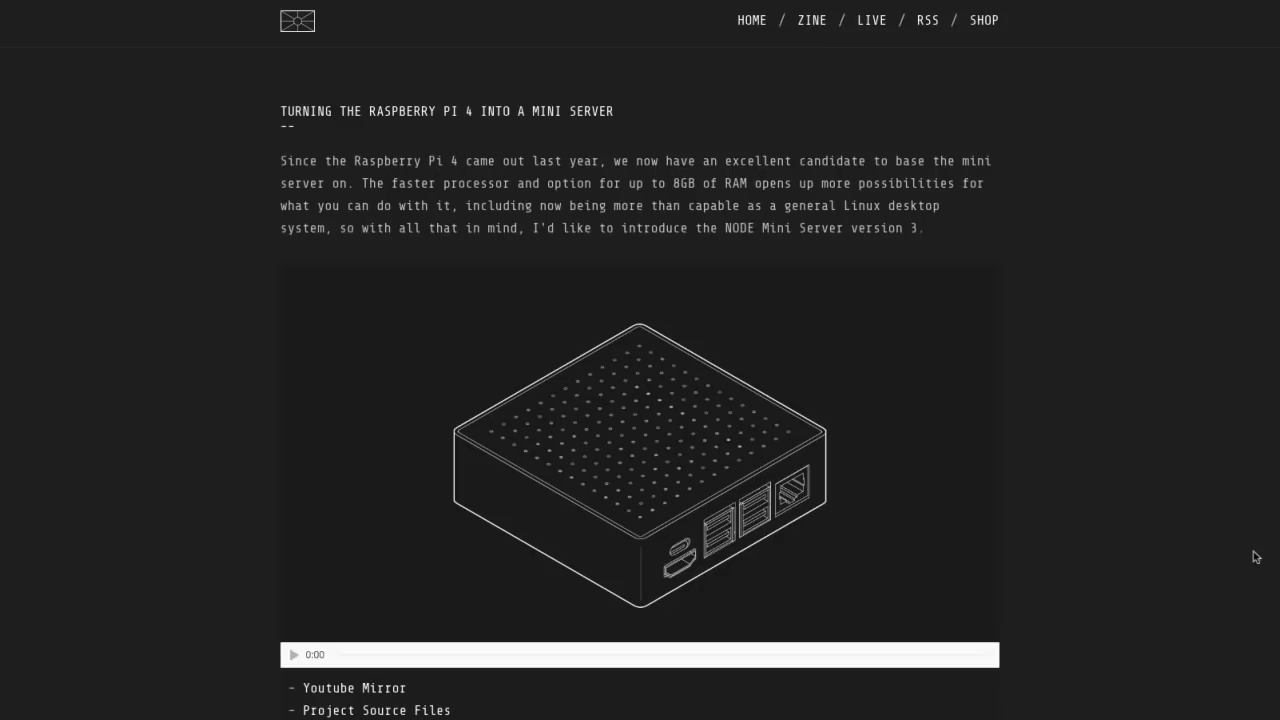 HOME / ZINE / LIVE / RSS / SHOP
TURNING THE RASPBERRY PI 4 INTO A MINI SERVER
--
Since the Raspberry Pi 4 came out last year, we now have an excellent candidate to base the mini
server on. The faster processor and option for up to 8GB of RAM opens up more possibilities for
what you can do with it, including now being more than capable as a general Linux desktop
system, so with all that in mind, I'd like to introduce the NODE Mini Server version 3.
0:00
- Youtube Mirror
- Project Source Files